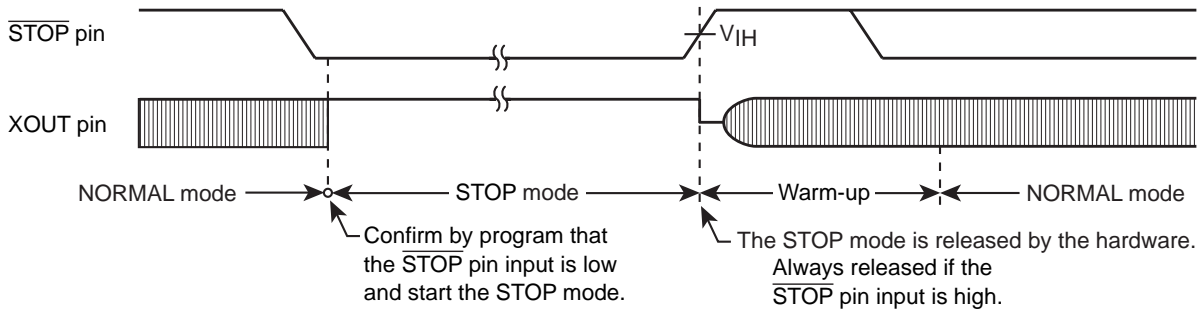 STOP pin
VIH
XOUT pin
NORMAL mode
STOP mode
Warm-up
NORMAL mode
Confirm by program that
the STOP pin input is low
and start the STOP mode.
The STOP mode is released by the hardware.
Always released if the
STOP pin input is high.